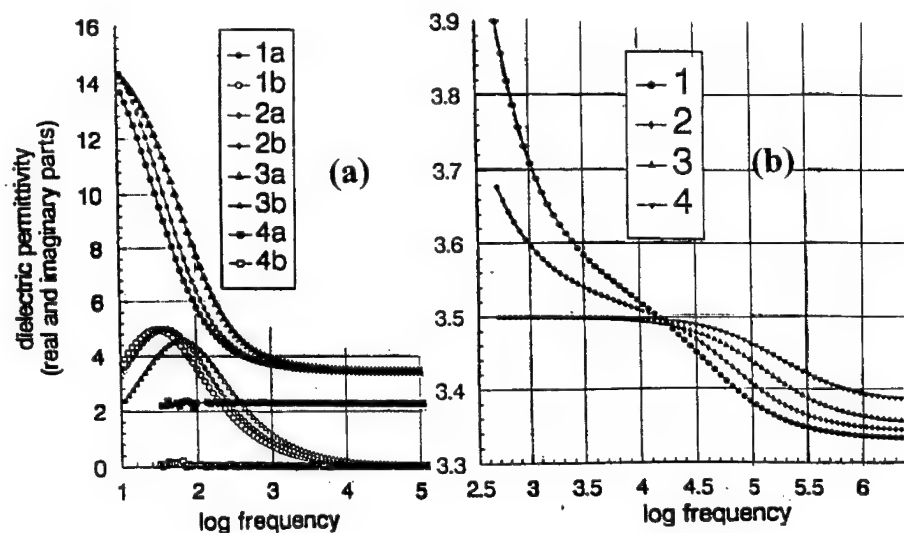 dielectric permittivity
(real and imaginary parts)
16
14
12
10
8
6
4
2
0
1a
1b
2a
2b
3a
3b
4a
4b
(a)
1
2
3
4
5
log frequency
3.9
3.8
3.7
3.6
3.5
3.4
3.3
1
2
3
4
(b)
2.5
3
3.5
4
4.5
5
5.5
6
log frequency